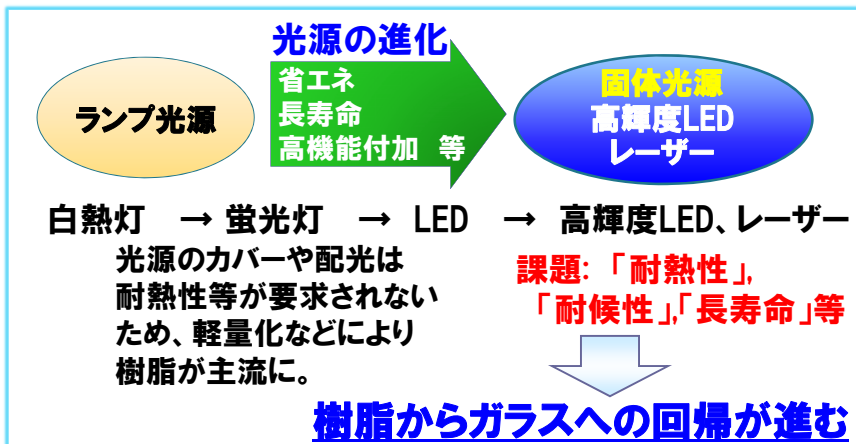 光源の進化
ランプ光源
省エネ
長寿命
高機能付加 等
固体光源
高輝度LED
レーザー
白熱灯 → 蛍光灯 → LED → 高輝度LED、レーザー
光源のカバーや配光は
耐熱性等が要求されない
ため、軽量化などにより
樹脂が主流に。
課題: 「耐熱性」,
「耐候性」,「長寿命」等
樹脂からガラスへの回帰が進む